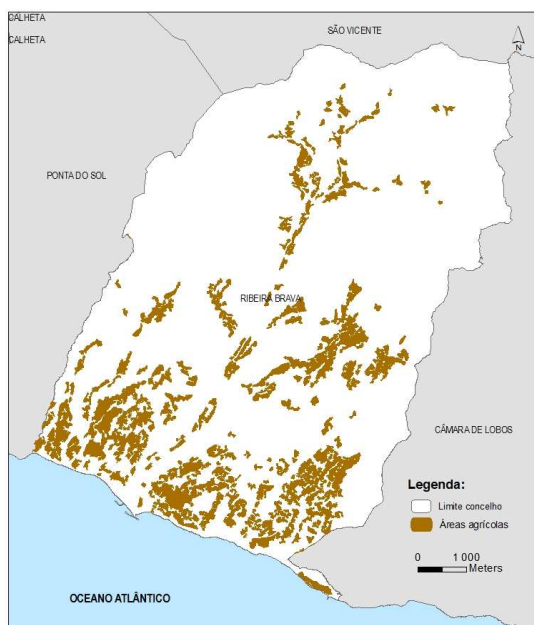 CALHETA
CALHETA
SÃO VICENTE
N
PONTA DO SOL
RIBEIRA BRAVA
CÂMARA DE LOBOS
Legenda:
Limite concelho
Áreas agrícolas
0 1 000
Meters
OCEANO ATLÂNTICO